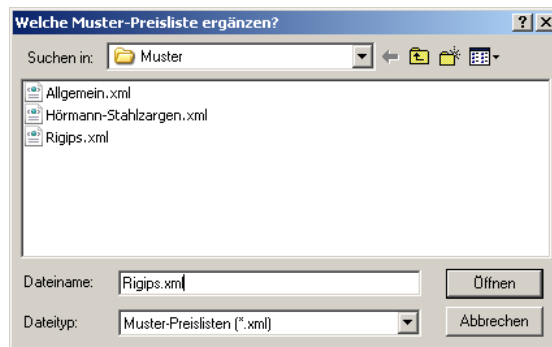 Welche Muster-Preisliste ergänzen?
Suchen in: Muster
Allgemein.xml
Hörmann-Stahlzargen.xml
Rigips.xml
Dateiname: Rigips.xml Öffnen
Dateityp: Muster-Preislisten (*.xml) Abbrechen